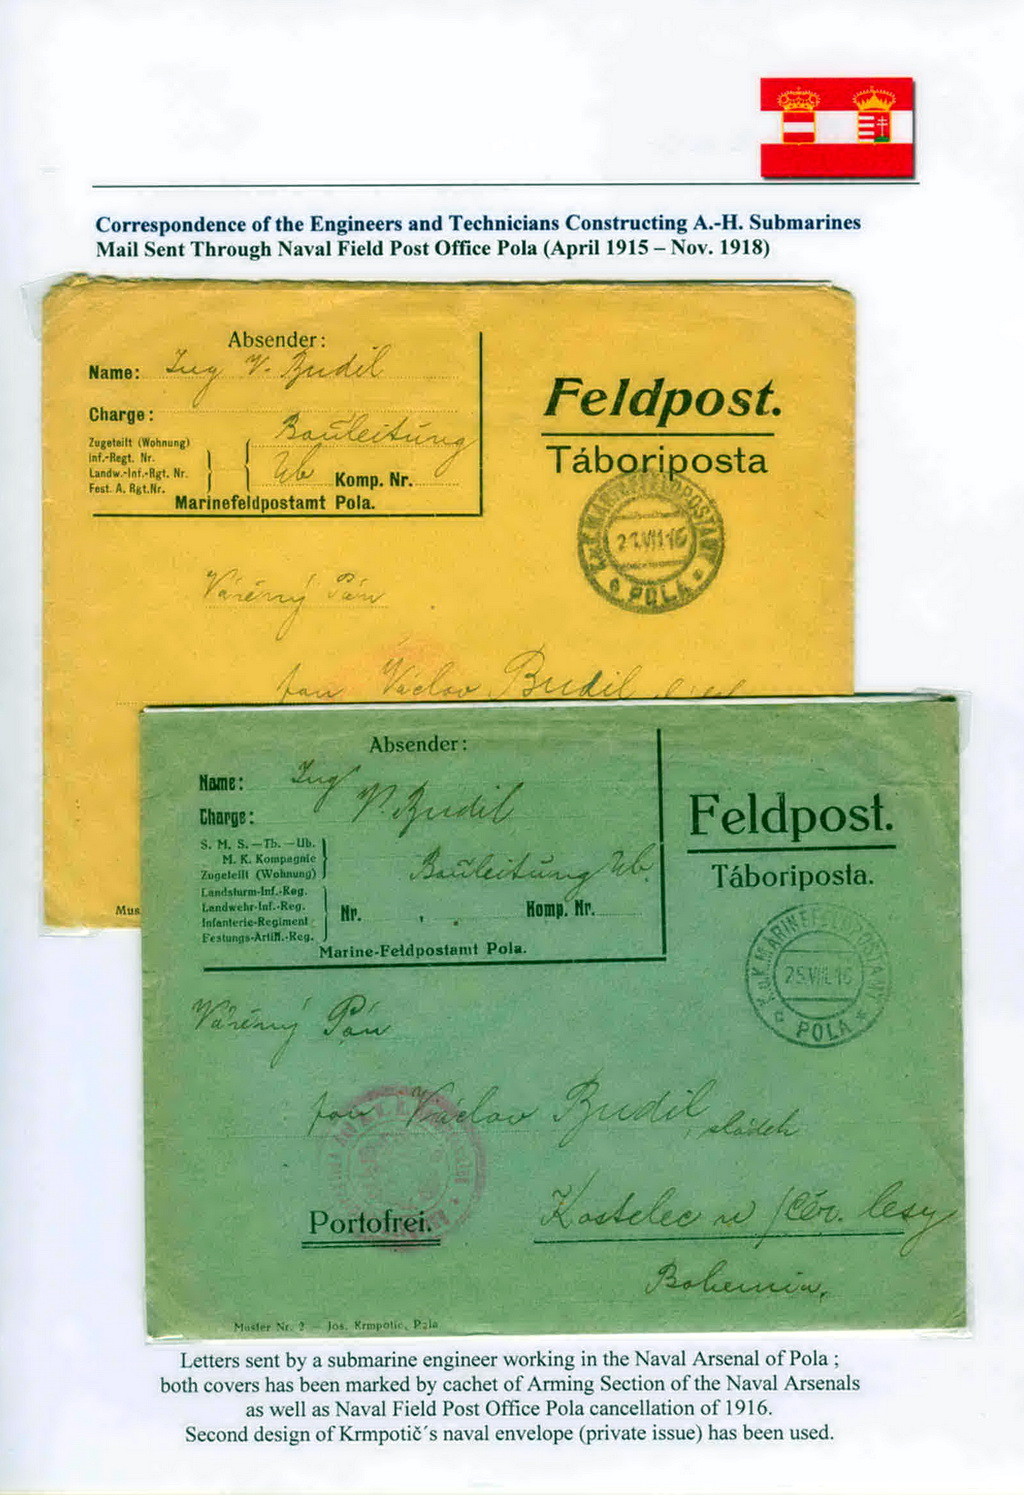 Correspondence of the Engineers and Technicians Constructing A.-H. Submarines
Mail Sent Through Naval Field Post Office Pola (April 1915 – Nov. 1918)
Absender:
Name: Ing V. Budil
Charge:
Bauleitung
Zugeteilt (Wohnung)
Inf.-Regt. Nr.
Landw.-Inf.-Rgt. Nr.
Fest. A. Rgt.Nr.
Ub Komp. Nr.
Marinefeldpostamt Pola.
Feldpost.
Táboriposta
K.u.K. MARINEFELDPOSTAMT
21.VII.16
POLA
Vážený Pán
pan Václav Budil
Mus
Absender:
Name: Ing
V. Budil
Charge:
S. M. S. — Tb. — Ub.
M. K. Kompagnie
Zugeteilt (Wohnung)
Bauleitung Ub.
Landsturm-Inf.-Reg.
Landwehr-Inf.-Reg.
Infanterie-Regiment
Festungs-Artill.-Reg.
Nr. Komp. Nr.
Marine-Feldpostamt Pola.
Feldpost.
Táboriposta.
K.u.K. MARINEFELDPOSTAMT
25.VII.16
POLA
Vážený Pán
pan Václav Budil, sládek
Kostelec n/Čer. lesy
Bohemia.
Portofrei.
Muster Nr. 2 — Jos. Krmpotic, Pola
Letters sent by a submarine engineer working in the Naval Arsenal of Pola ;
both covers has been marked by cachet of Arming Section of the Naval Arsenals
as well as Naval Field Post Office Pola cancellation of 1916.
Second design of Krmpotič´s naval envelope (private issue) has been used.